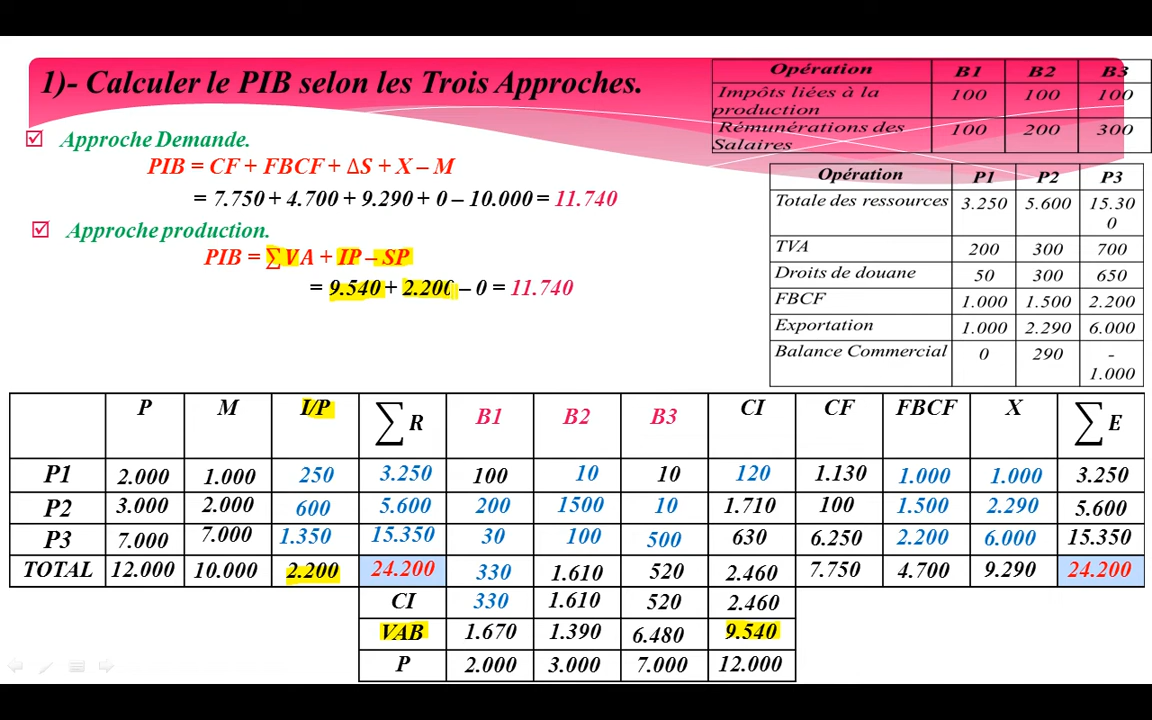 1)- Calculer le PIB selon les Trois Approches.
Approche Demande.
PIB = CF + FBCF + ΔS + X – M
= 7.750 + 4.700 + 9.290 + 0 – 10.000 = 11.740
Approche production.
PIB = ∑VA + IP – SP
= 9.540 + 2.200 – 0 = 11.740
Opération B1 B2 B3
Impôts liées à la
production 100 100 100
Rémunérations des
Salaires 100 200 300
Opération P1 P2 P3
Totale des ressources 3.250 5.600 15.30
0
TVA 200 300 700
Droits de douane 50 300 650
FBCF 1.000 1.500 2.200
Exportation 1.000 2.290 6.000
Balance Commercial 0 290 -
1.000
P M I/P ∑ R B1 B2 B3 CI CF FBCF X ∑ E
P1 2.000 1.000 250 3.250 100 10 10 120 1.130 1.000 1.000 3.250
P2 3.000 2.000 600 5.600 200 1500 10 1.710 100 1.500 2.290 5.600
P3 7.000 7.000 1.350 15.350 30 100 500 630 6.250 2.200 6.000 15.350
TOTAL 12.000 10.000 2.200 24.200 330 1.610 520 2.460 7.750 4.700 9.290 24.200
CI 330 1.610 520 2.460
VAB 1.670 1.390 6.480 9.540
P 2.000 3.000 7.000 12.000